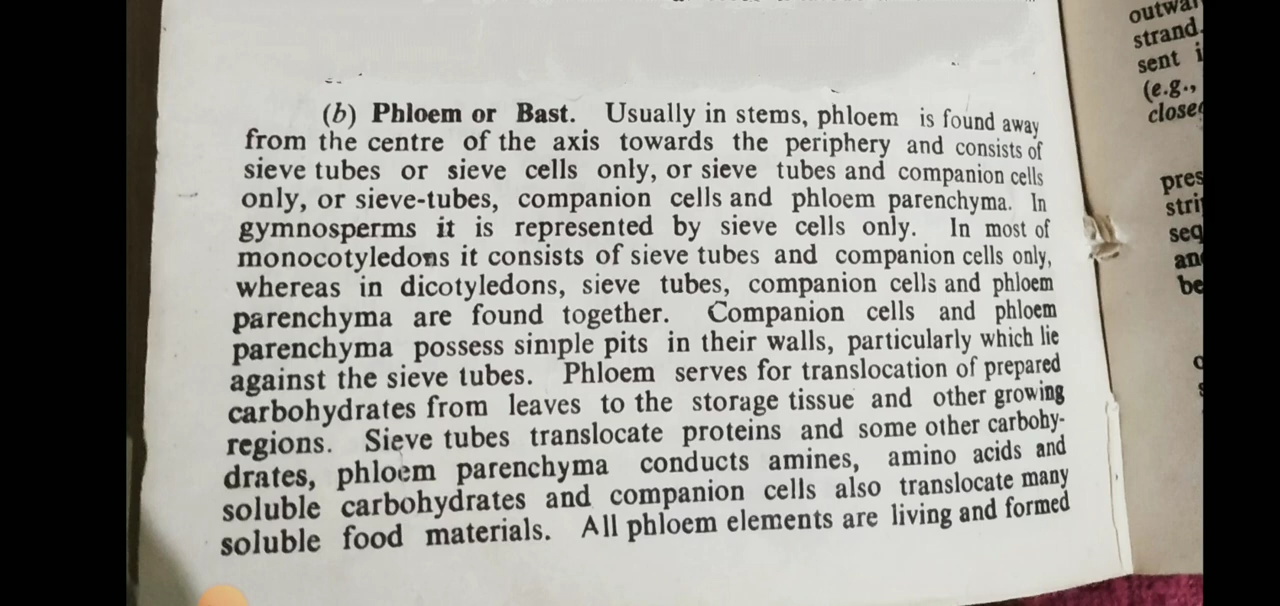 (b) Phloem or Bast. Usually in stems, phloem is found away
from the centre of the axis towards the periphery and consists of
sieve tubes or sieve cells only, or sieve tubes and companion cells
only, or sieve-tubes, companion cells and phloem parenchyma. In
gymnosperms it is represented by sieve cells only. In most of
monocotyledons it consists of sieve tubes and companion cells only,
whereas in dicotyledons, sieve tubes, companion cells and phloem
parenchyma are found together. Companion cells and phloem
parenchyma possess simple pits in their walls, particularly which lie
against the sieve tubes. Phloem serves for translocation of prepared
carbohydrates from leaves to the storage tissue and other growing
regions. Sieve tubes translocate proteins and some other carbohy-
drates, phloem parenchyma conducts amines, amino acids and
soluble carbohydrates and companion cells also translocate many
soluble food materials. All phloem elements are living and formed
strand.
sent
(e.g.,